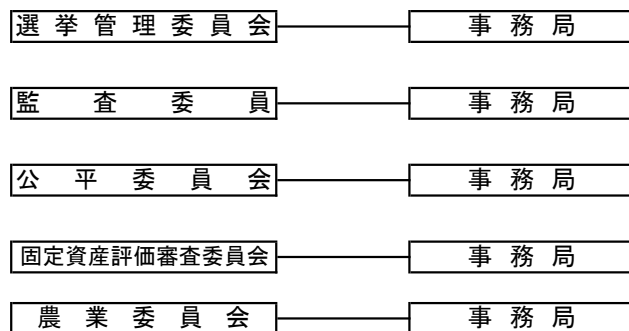 選挙管理委員会 事務局
監査委員 事務局
公平委員会 事務局
固定資産評価審査委員会 事務局
農業委員会 事務局